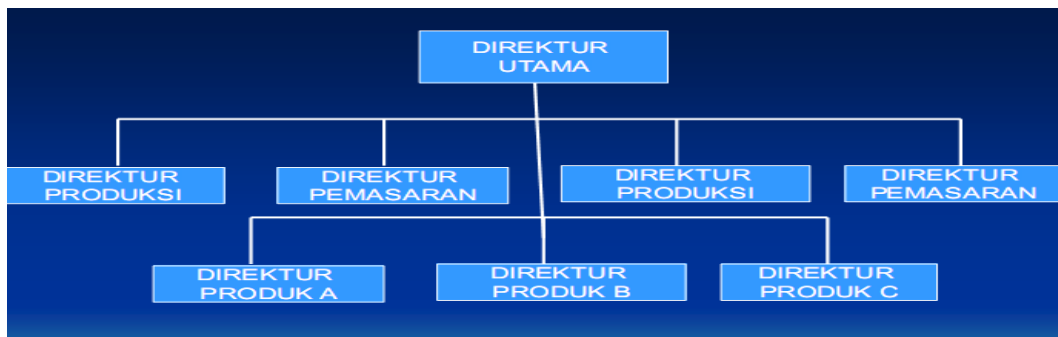 DIREKTUR
UTAMA
DIREKTUR
PRODUKSI
DIREKTUR
PEMASARAN
DIREKTUR
PRODUKSI
DIREKTUR
PEMASARAN
DIREKTUR
PRODUK A
DIREKTUR
PRODUK B
DIREKTUR
PRODUK C